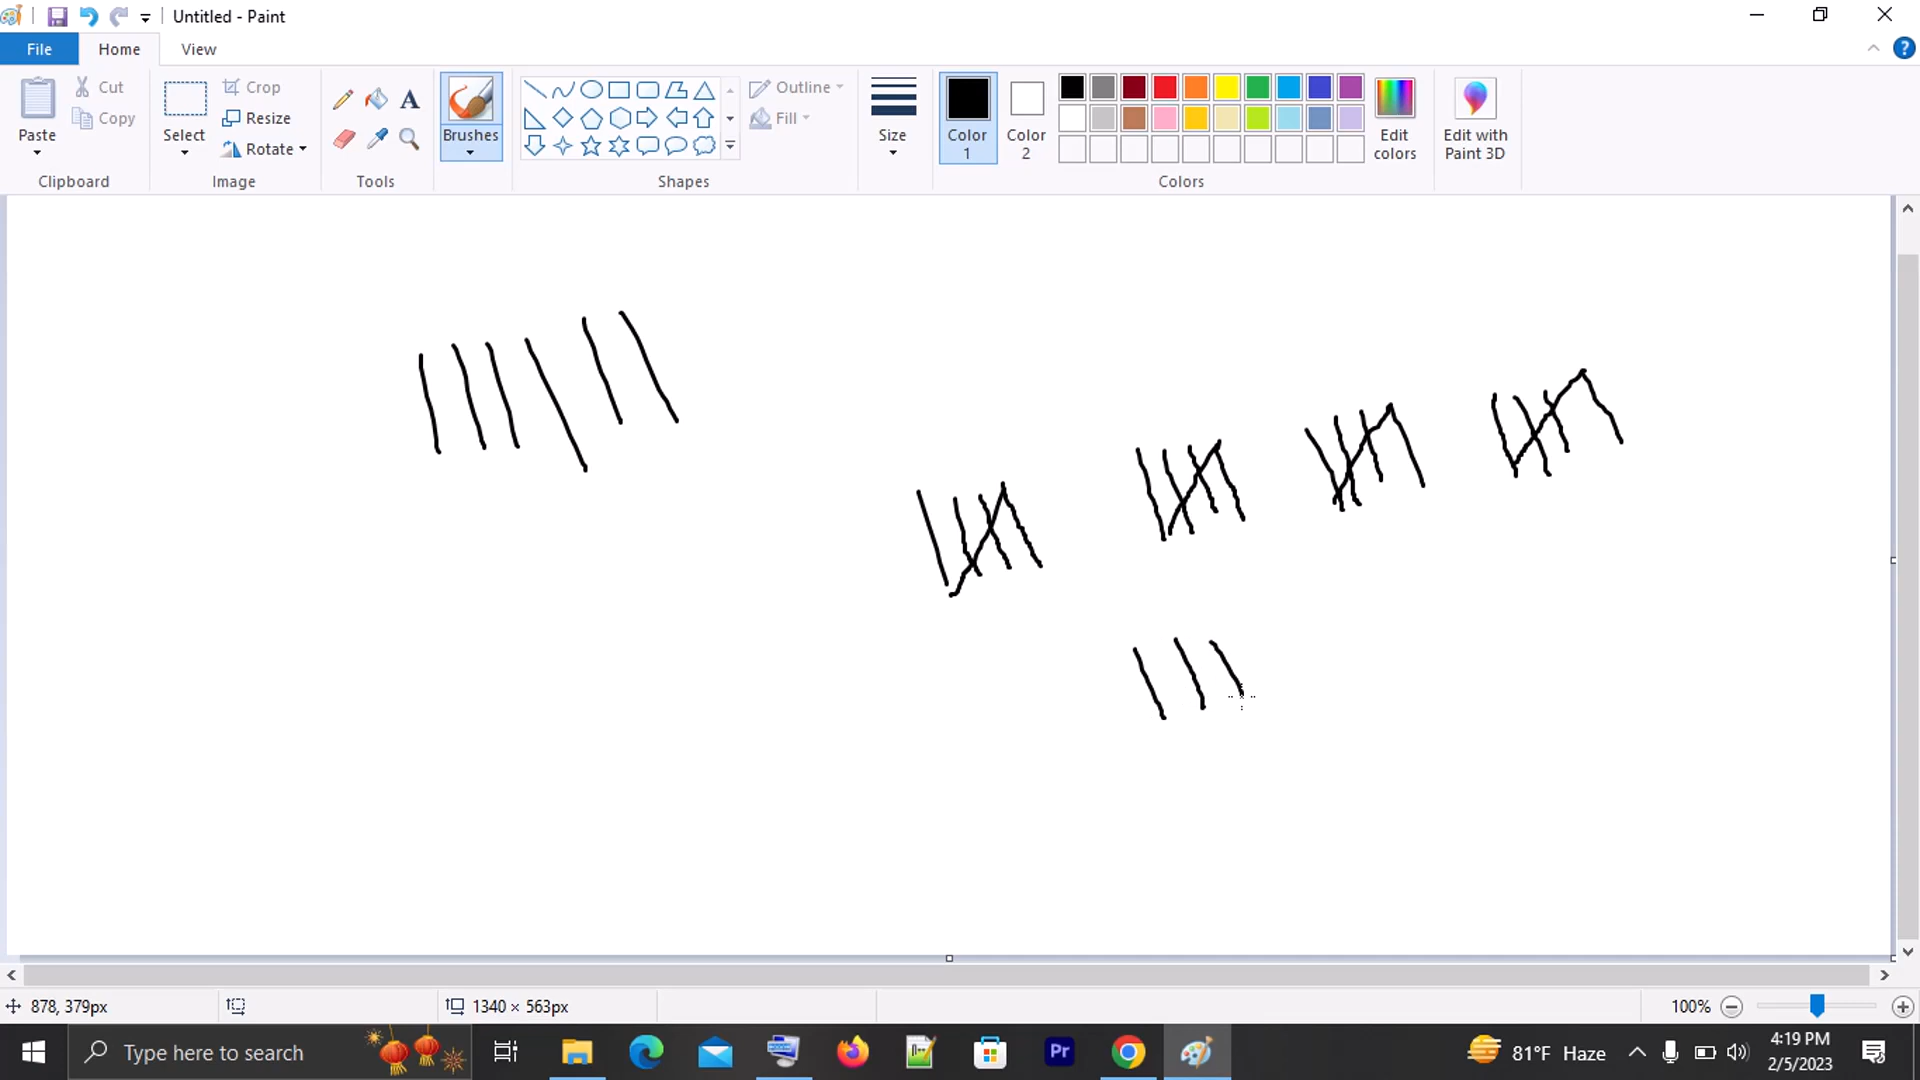 Untitled - Paint
File Home View
Paste Cut Copy Clipboard
Select Crop Resize Rotate Image
Tools
Brushes
Shapes Outline Fill
Size
Color 1 Color 2 Edit colors Colors
Edit with Paint 3D
878, 379px 1340 × 563px 100%
Type here to search Pr 81°F Haze 4:19 PM 2/5/2023